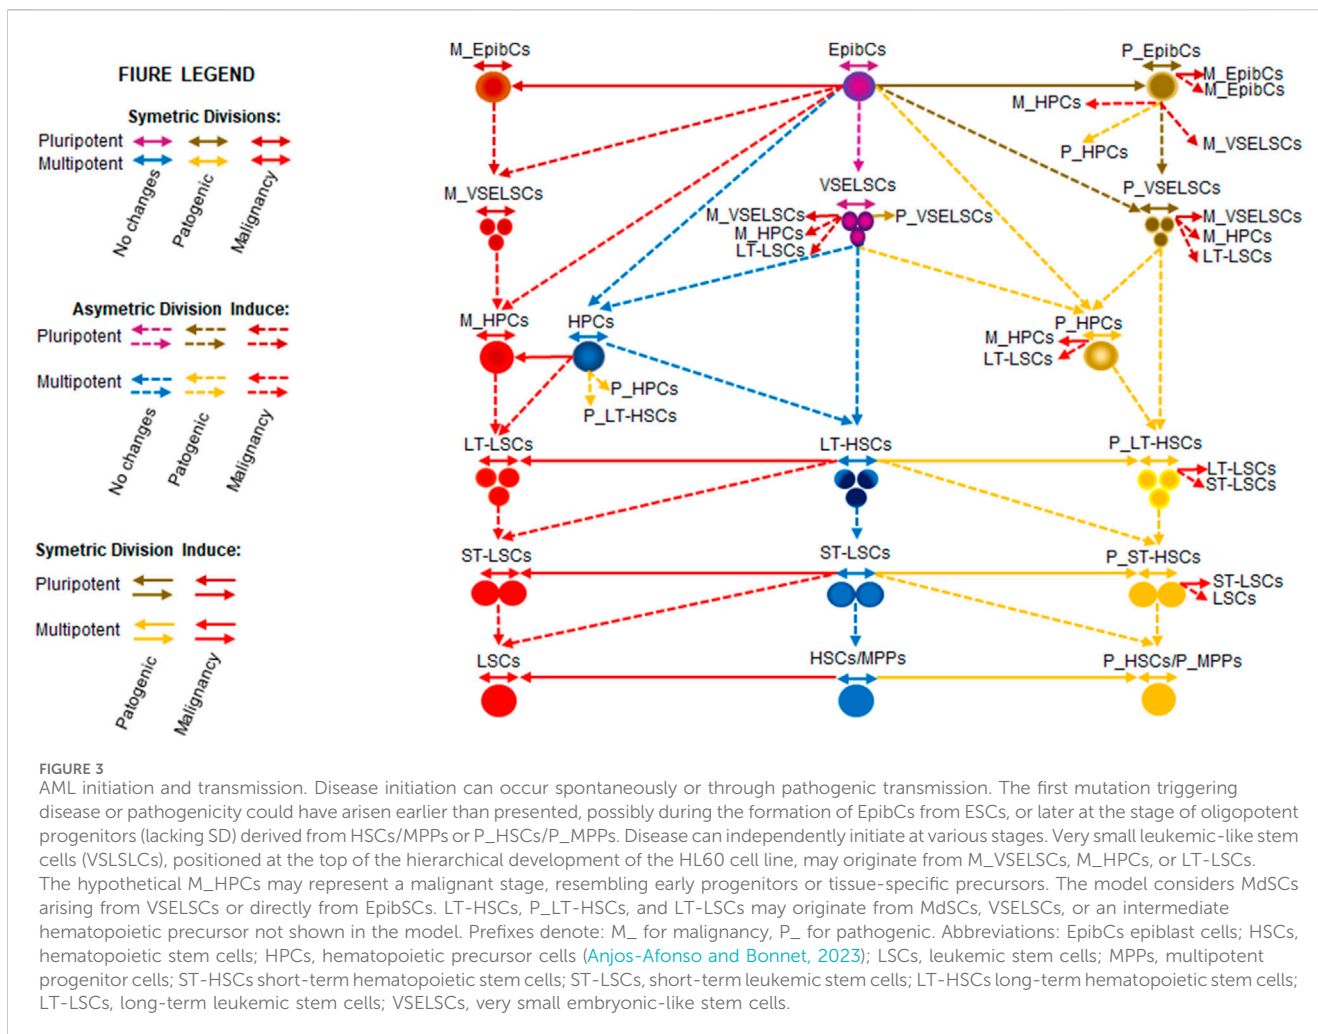 FIURE LEGEND
Symetric Divisions:
Pluripotent
Multipotent
No changes
Patogenic
Malignancy
Asymetric Division Induce:
Pluripotent
Multipotent
No changes
Patogenic
Malignancy
Symetric Division Induce:
Pluripotent
Multipotent
Patogenic
Malignancy
M_EpibCs
EpibCs
P_EpibCs
M_EpibCs
M_EpibCs
M_HPCs
P_HPCs
M_VSELSCs
M_VSELSCs
VSELSCs
P_VSELSCs
M_VSELSCs
M_HPCs
LT-LSCs
P_VSELSCs
M_VSELSCs
M_HPCs
LT-LSCs
M_HPCs
HPCs
P_HPCs
M_HPCs
LT-LSCs
P_HPCs
P_LT-HSCs
LT-LSCs
LT-HSCs
P_LT-HSCs
LT-LSCs
ST-LSCs
ST-LSCs
ST-LSCs
P_ST-HSCs
ST-LSCs
LSCs
LSCs
HSCs/MPPs
P_HSCs/P_MPPs
FIGURE 3
AML initiation and transmission. Disease initiation can occur spontaneously or through pathogenic transmission. The first mutation triggering
disease or pathogenicity could have arisen earlier than presented, possibly during the formation of EpibCs from ESCs, or later at the stage of oligopotent
progenitors (lacking SD) derived from HSCs/MPPs or P_HSCs/P_MPPs. Disease can independently initiate at various stages. Very small leukemic-like stem
cells (VSLSLCs), positioned at the top of the hierarchical development of the HL60 cell line, may originate from M_VSELSCs, M_HPCs, or LT-LSCs.
The hypothetical M_HPCs may represent a malignant stage, resembling early progenitors or tissue-specific precursors. The model considers MdSCs
arising from VSELSCs or directly from EpibSCs. LT-HSCs, P_LT-HSCs, and LT-LSCs may originate from MdSCs, VSELSCs, or an intermediate
hematopoietic precursor not shown in the model. Prefixes denote: M_ for malignancy, P_ for pathogenic. Abbreviations: EpibCs epiblast cells; HSCs,
hematopoietic stem cells; HPCs, hematopoietic precursor cells (Anjos-Afonso and Bonnet, 2023); LSCs, leukemic stem cells; MPPs, multipotent
progenitor cells; ST-HSCs short-term hematopoietic stem cells; ST-LSCs, short-term leukemic stem cells; LT-HSCs long-term hematopoietic stem cells;
LT-LSCs, long-term leukemic stem cells; VSELSCs, very small embryonic-like stem cells.